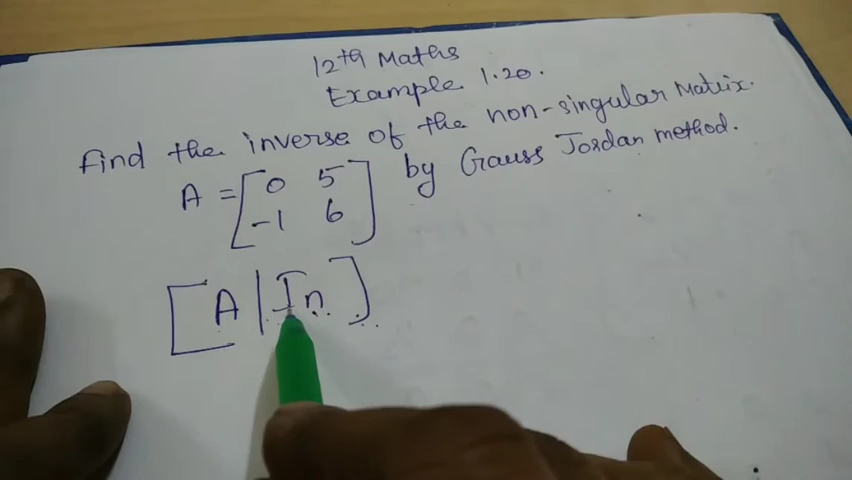 12th Maths
Example 1.20.
Find the inverse of the non-singular Matrix.
A = [0 5
-1 6] by Gauss Jordan method.
[A | In]